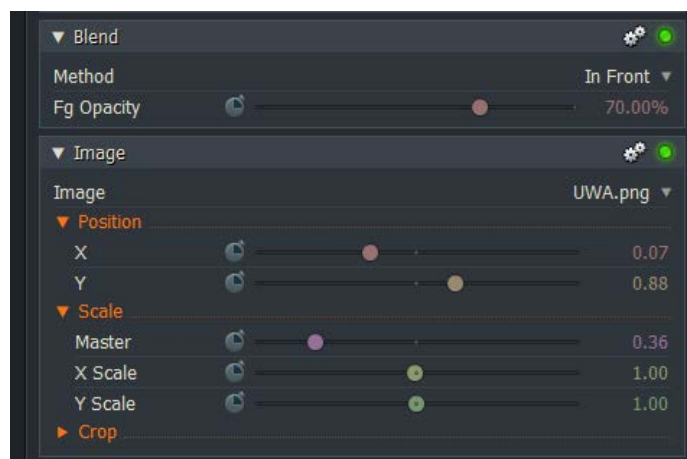 Blend
Method In Front
Fg Opacity 70.00%
Image
Image UWA.png
Position
X 0.07
Y 0.88
Scale
Master 0.36
X Scale 1.00
Y Scale 1.00
Crop